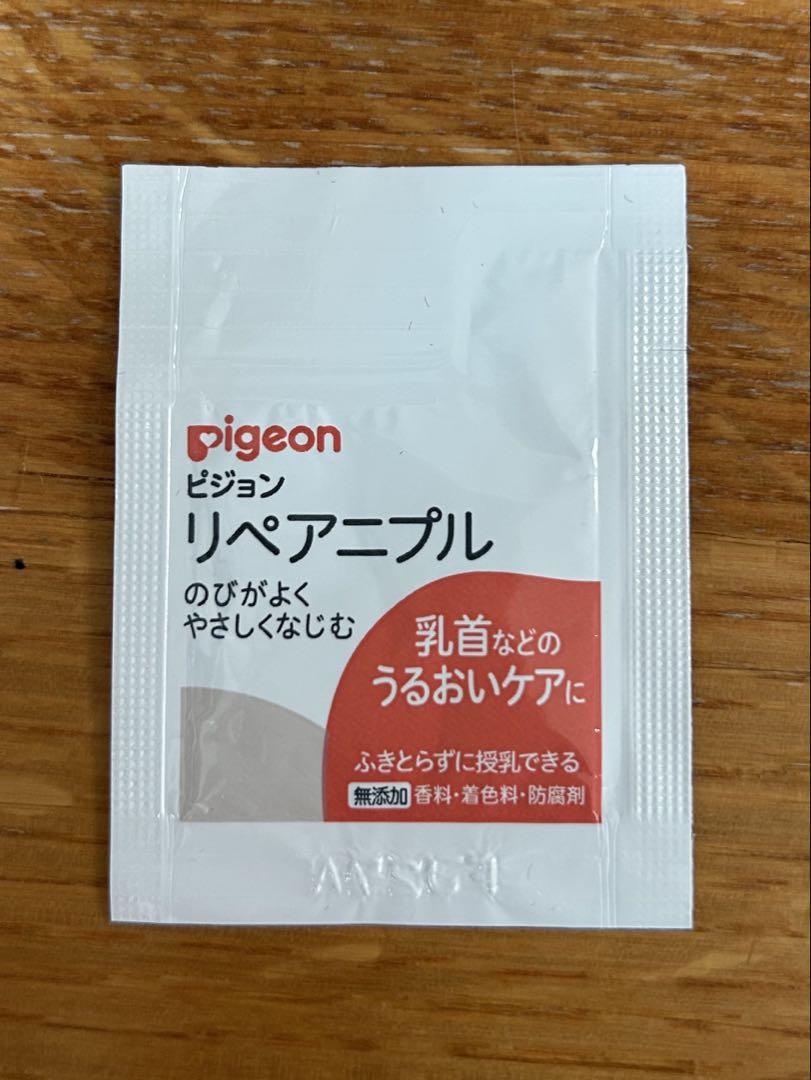 pigeon
ピジョン
リペアニプル
のびがよく
やさしくなじむ
乳首などの
うるおいケアに
ふきとらずに授乳できる
無添加 香料・着色料・防腐剤